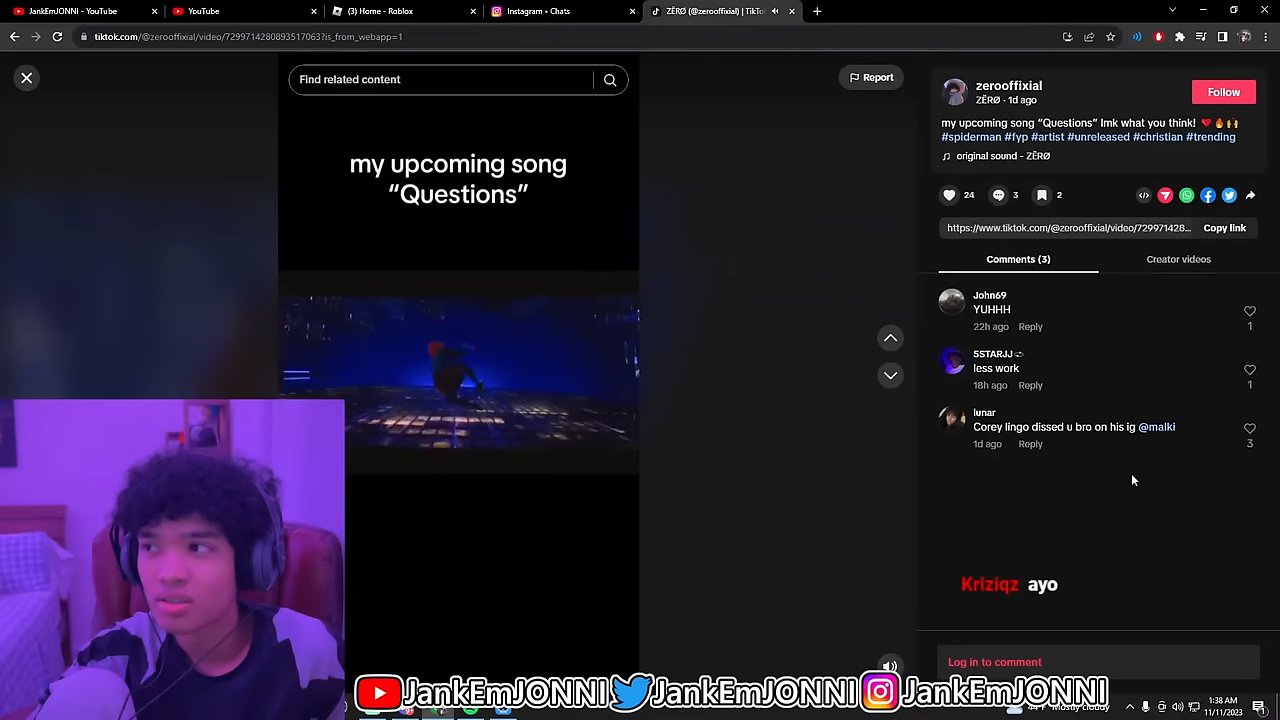 JankEmJONNI - YouTube
YouTube
(3) Home - Roblox
Instagram • Chats
ZËRØ (@zerooffixial) | TikTo
tiktok.com/@zerooffixial/video/7299714280893517063?is_from_webapp=1
Find related content
Report
my upcoming song
“Questions”
zerooffixial
ZËRØ · 1d ago
Follow
my upcoming song “Questions” lmk what you think! ❤️🔥🙌
#spiderman #fyp #artist #unreleased #christian #trending
original sound - ZËRØ
24
3
2
https://www.tiktok.com/@zerooffixial/video/729971428...
Copy link
Comments (3)
Creator videos
John69
YUHHH
22h ago Reply
1
5STARJJ
less work
18h ago Reply
1
lunar
Corey lingo dissed u bro on his ig @malki
1d ago Reply
3
Kriziqz ayo
Log in to comment
JankEmJONNI JankEmJONNI JankEmJONNI
1:38 AM
11/11/2023